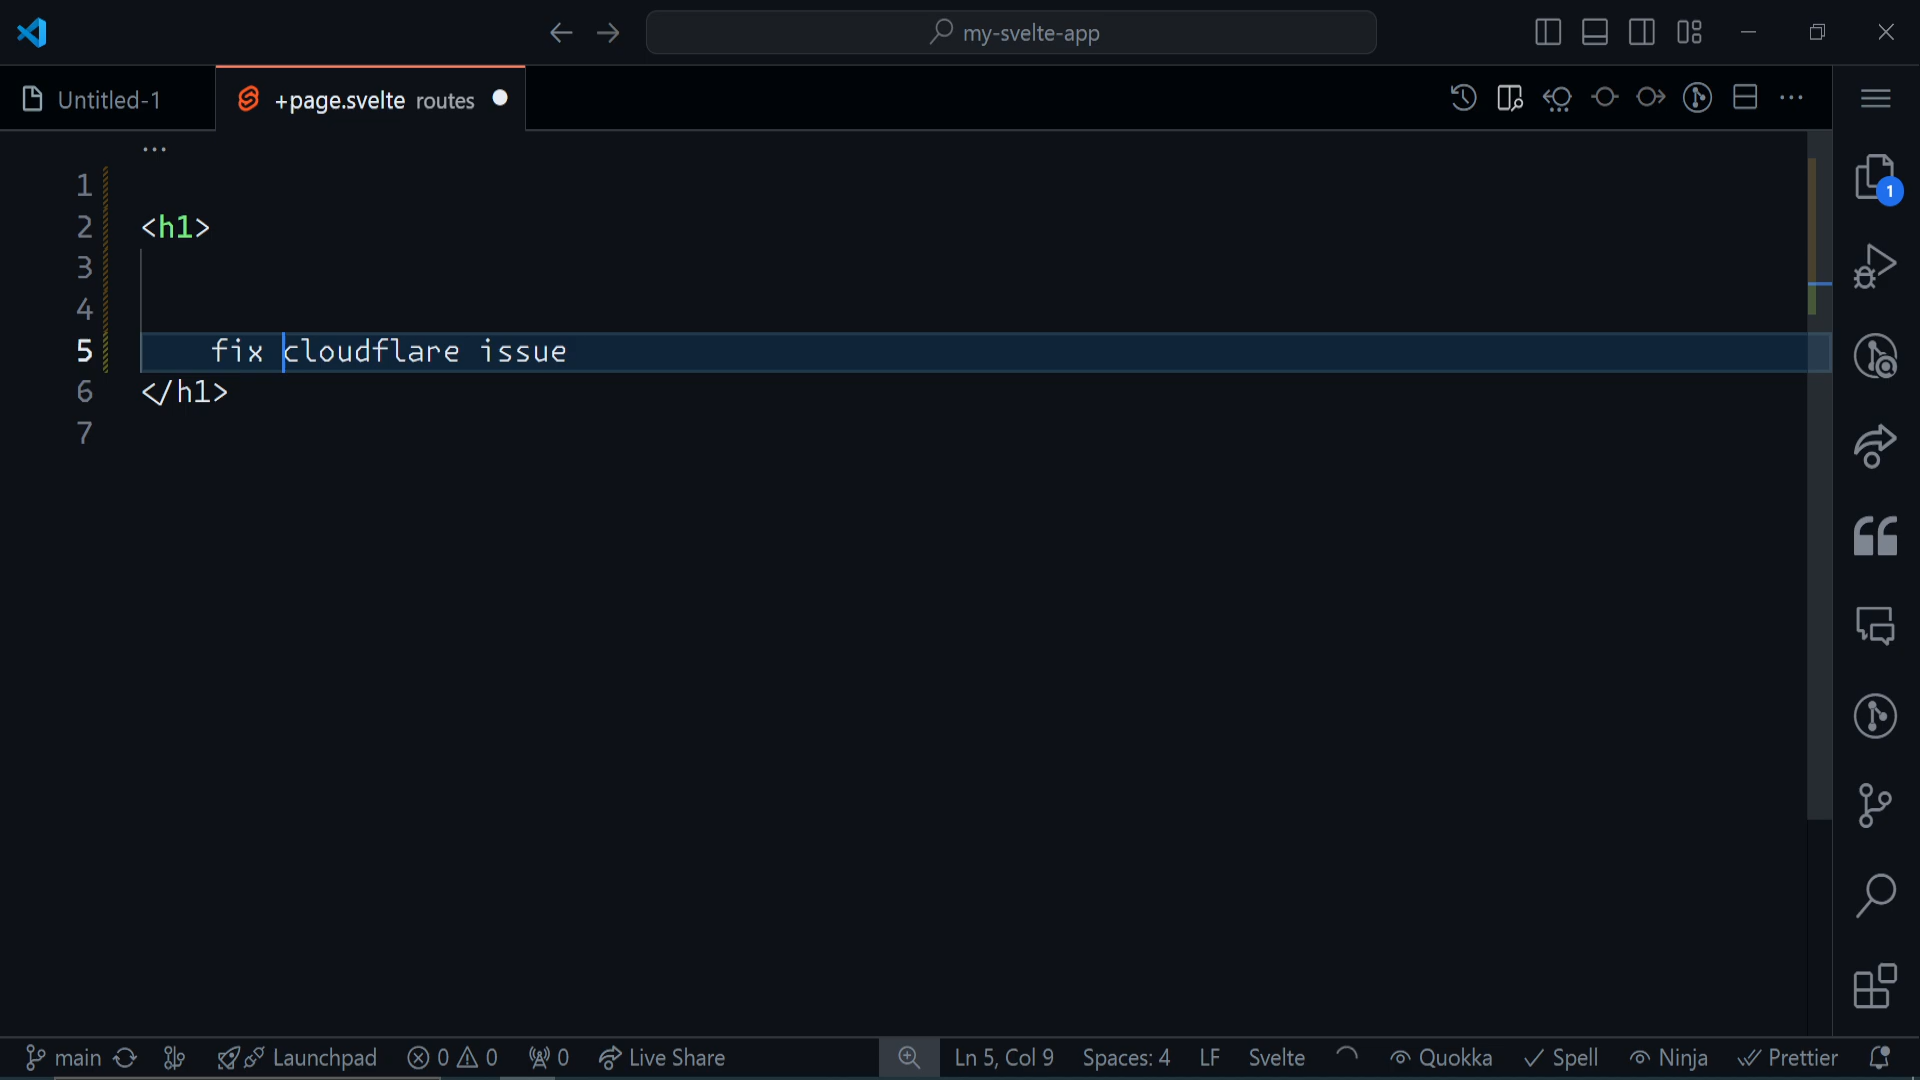 my-svelte-app
Untitled-1
+page.svelte routes
...
1
1
2 <h1>
3
4
5 fix cloudflare issue
6 </h1>
7
main Launchpad 0 0 0 Live Share Ln 5, Col 9 Spaces: 4 LF Svelte Quokka Spell Ninja Prettier